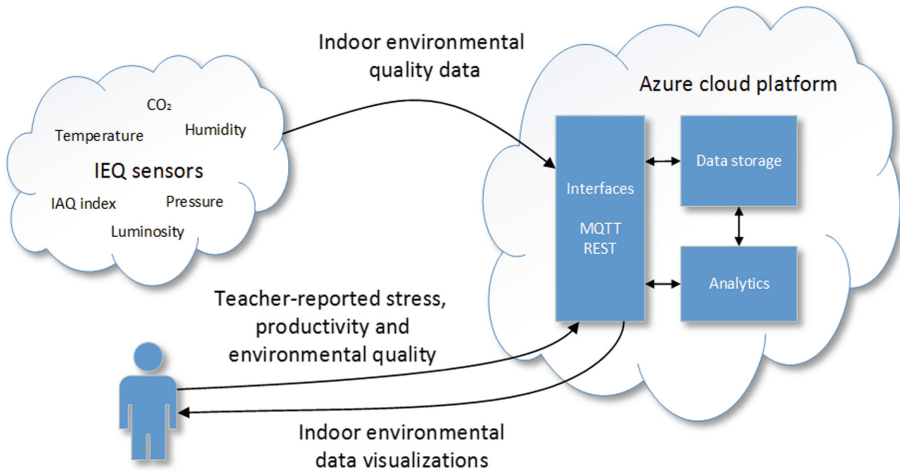 Indoor environmental
quality data
Azure cloud platform
CO₂
Temperature
Humidity
IEQ sensors
IAQ index
Pressure
Luminosity
Interfaces
MQTT
REST
Data storage
Analytics
Teacher-reported stress,
productivity and
environmental quality
Indoor environmental
data visualizations